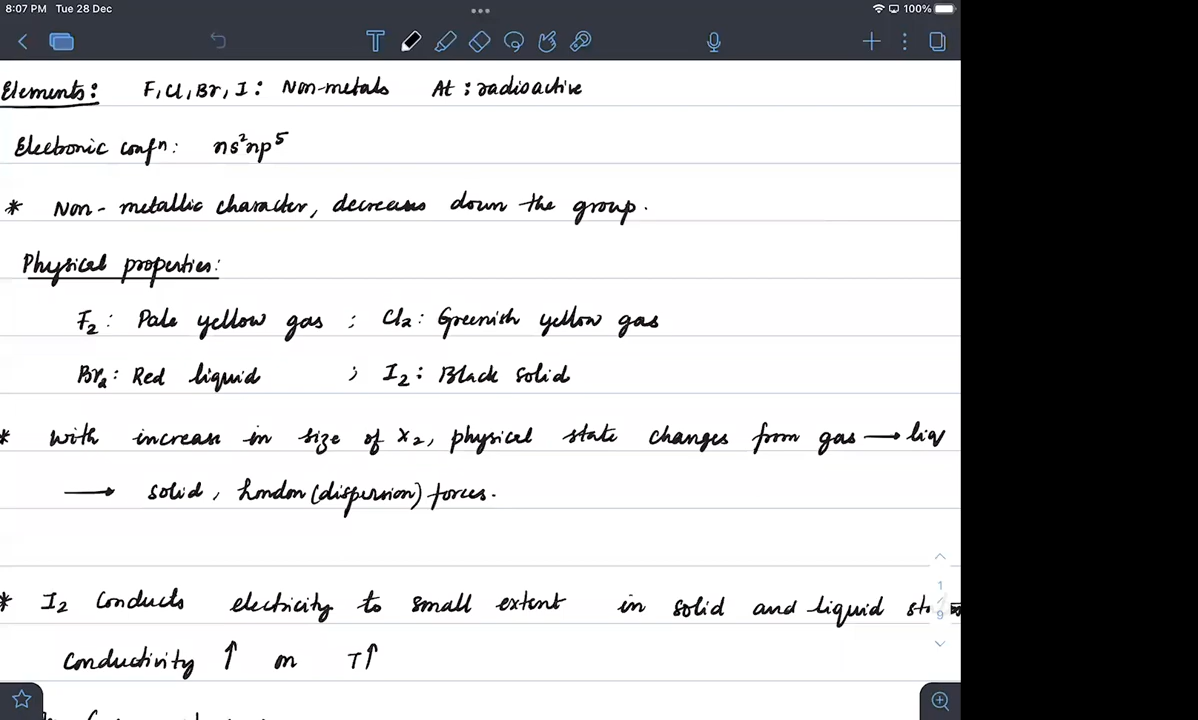 8:07 PM Tue 28 Dec
100%
Elements: F, Cl, Br, I : Non-metals At : radioactive
Electronic confn: ns²np⁵
* Non-metallic character, decreases down the group.
Physical properties:
F₂ : Pale yellow gas ; Cl₂ : Greenish yellow gas
Br₂ : Red liquid ; I₂ : Black solid
* With increase in size of X₂, physical state changes from gas ⟶ liq
⟶ solid, London (dispersion) forces.
* I₂ conducts electricity to small extent in solid and liquid
1
9
Conductivity ↑ on T↑